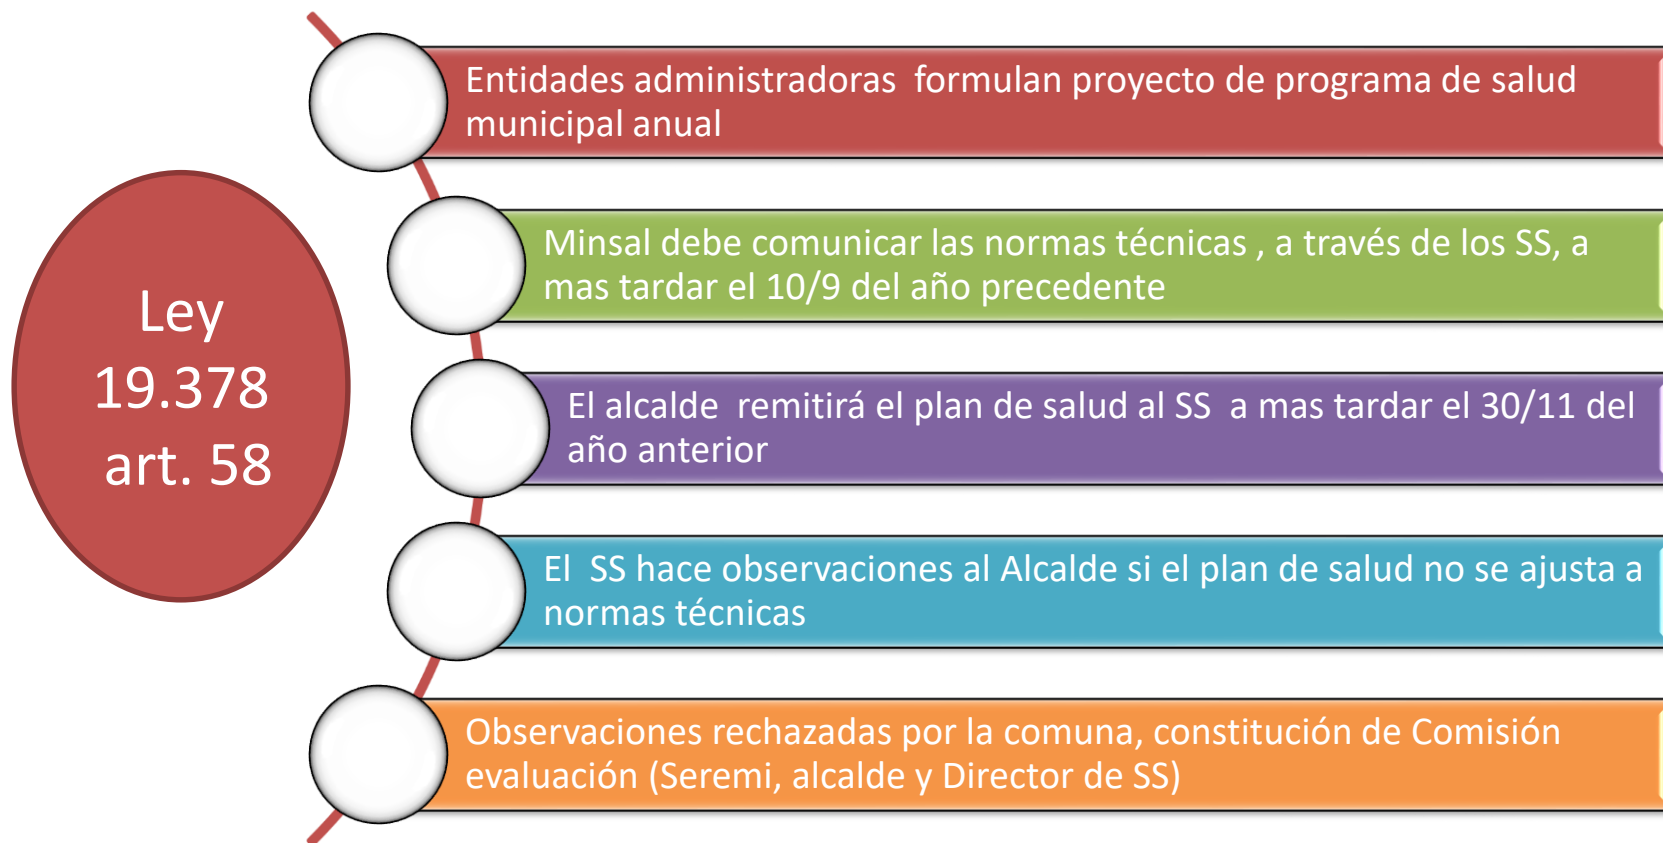 Ley
19.378
art. 58
Entidades administradoras formulan proyecto de programa de salud
municipal anual
Minsal debe comunicar las normas técnicas , a través de los SS, a
mas tardar el 10/9 del año precedente
El alcalde remitirá el plan de salud al SS a mas tardar el 30/11 del
año anterior
El SS hace observaciones al Alcalde si el plan de salud no se ajusta a
normas técnicas
Observaciones rechazadas por la comuna, constitución de Comisión
evaluación (Seremi, alcalde y Director de SS)